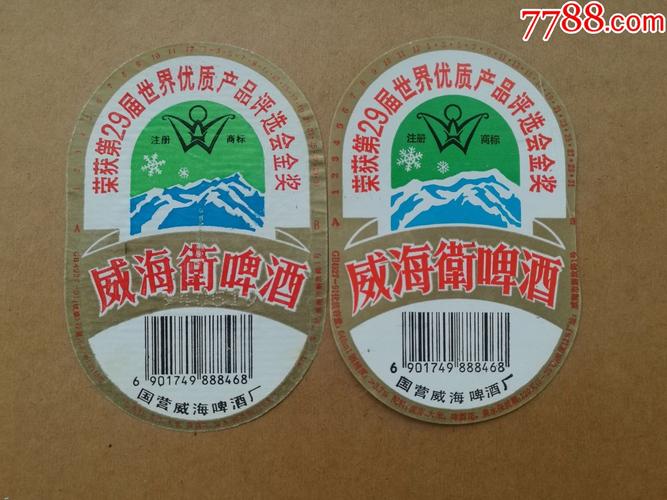 7788.com
荣获第29届世界优质产品评选会金奖
注册 商标
威海衛啤酒
6 901749 888468
国营威海啤酒厂
荣获第29届世界优质产品评选会金奖
注册 商标
威海衛啤酒
6 901749 888468
国营威海啤酒厂